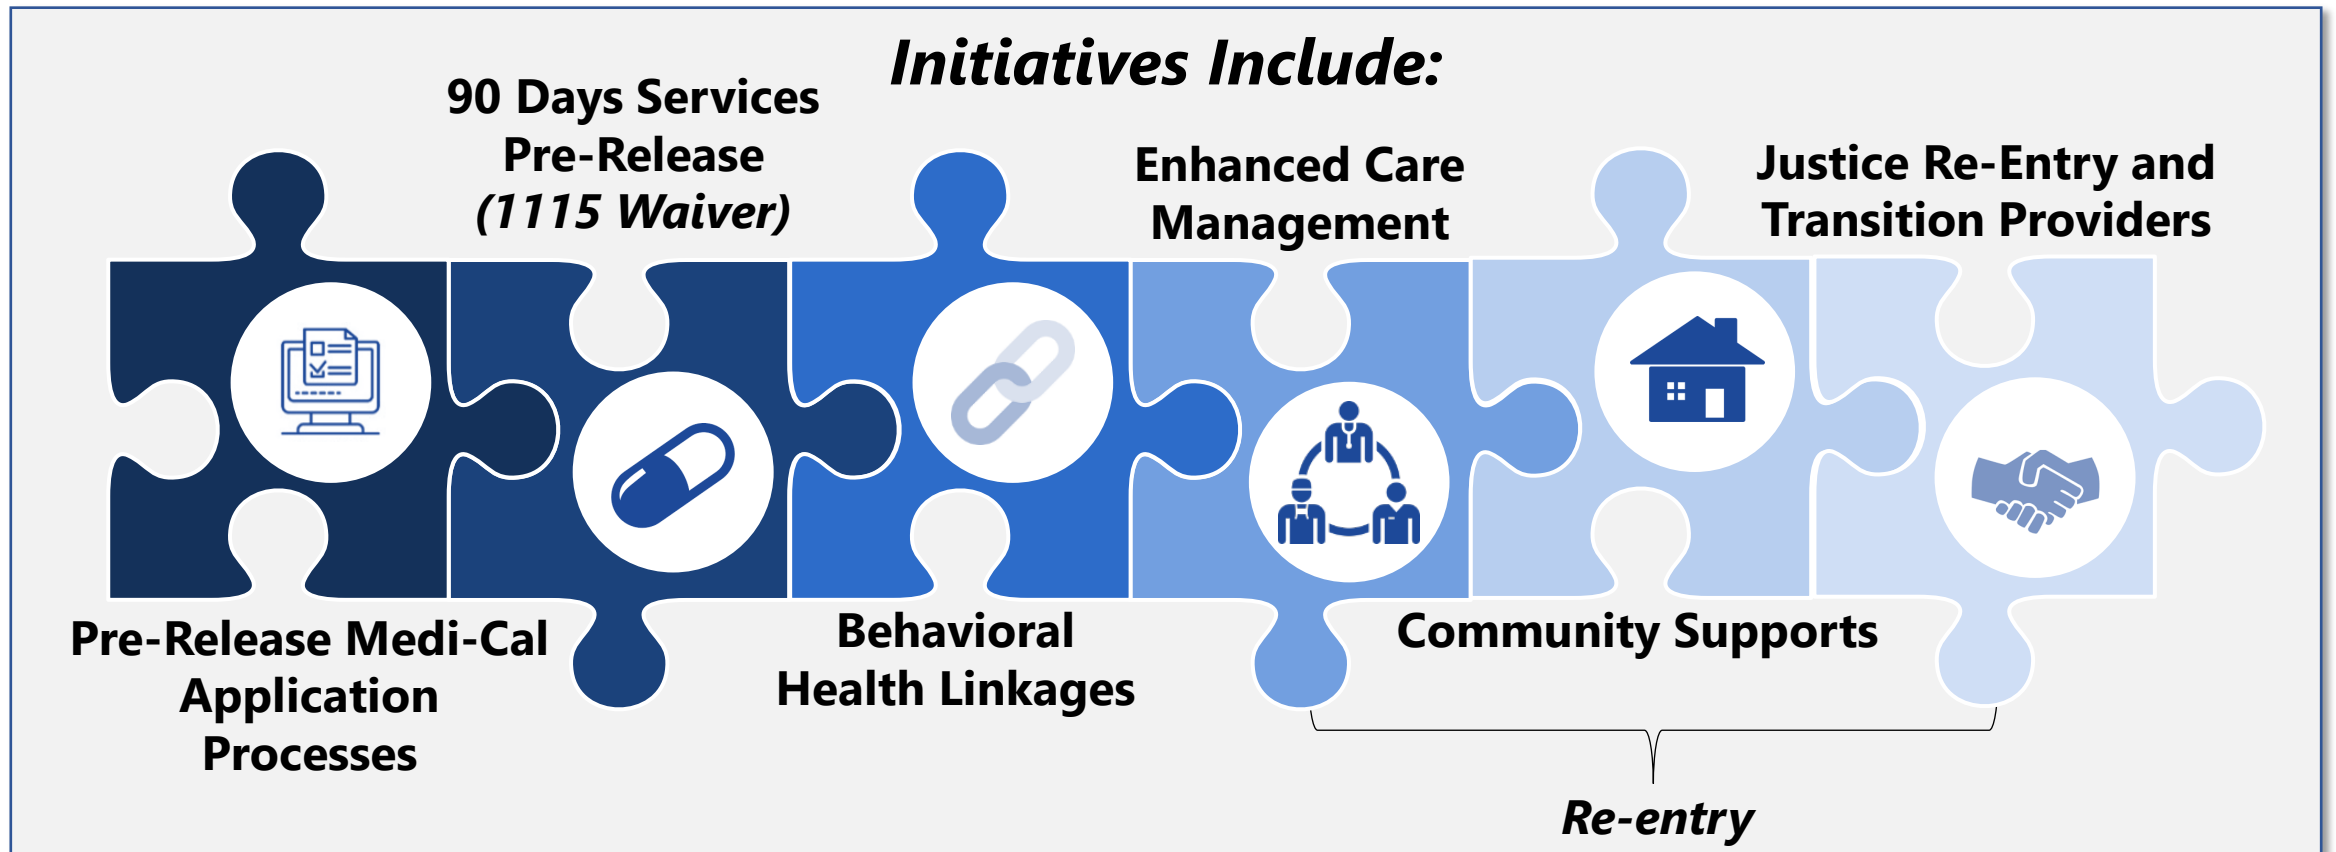 Initiatives Include:
Pre-Release Medi-Cal
Application
Processes
90 Days Services
Pre-Release
(1115 Waiver)
Behavioral
Health Linkages
Enhanced Care
Management
Community Supports
Justice Re-Entry and
Transition Providers
Re-entry